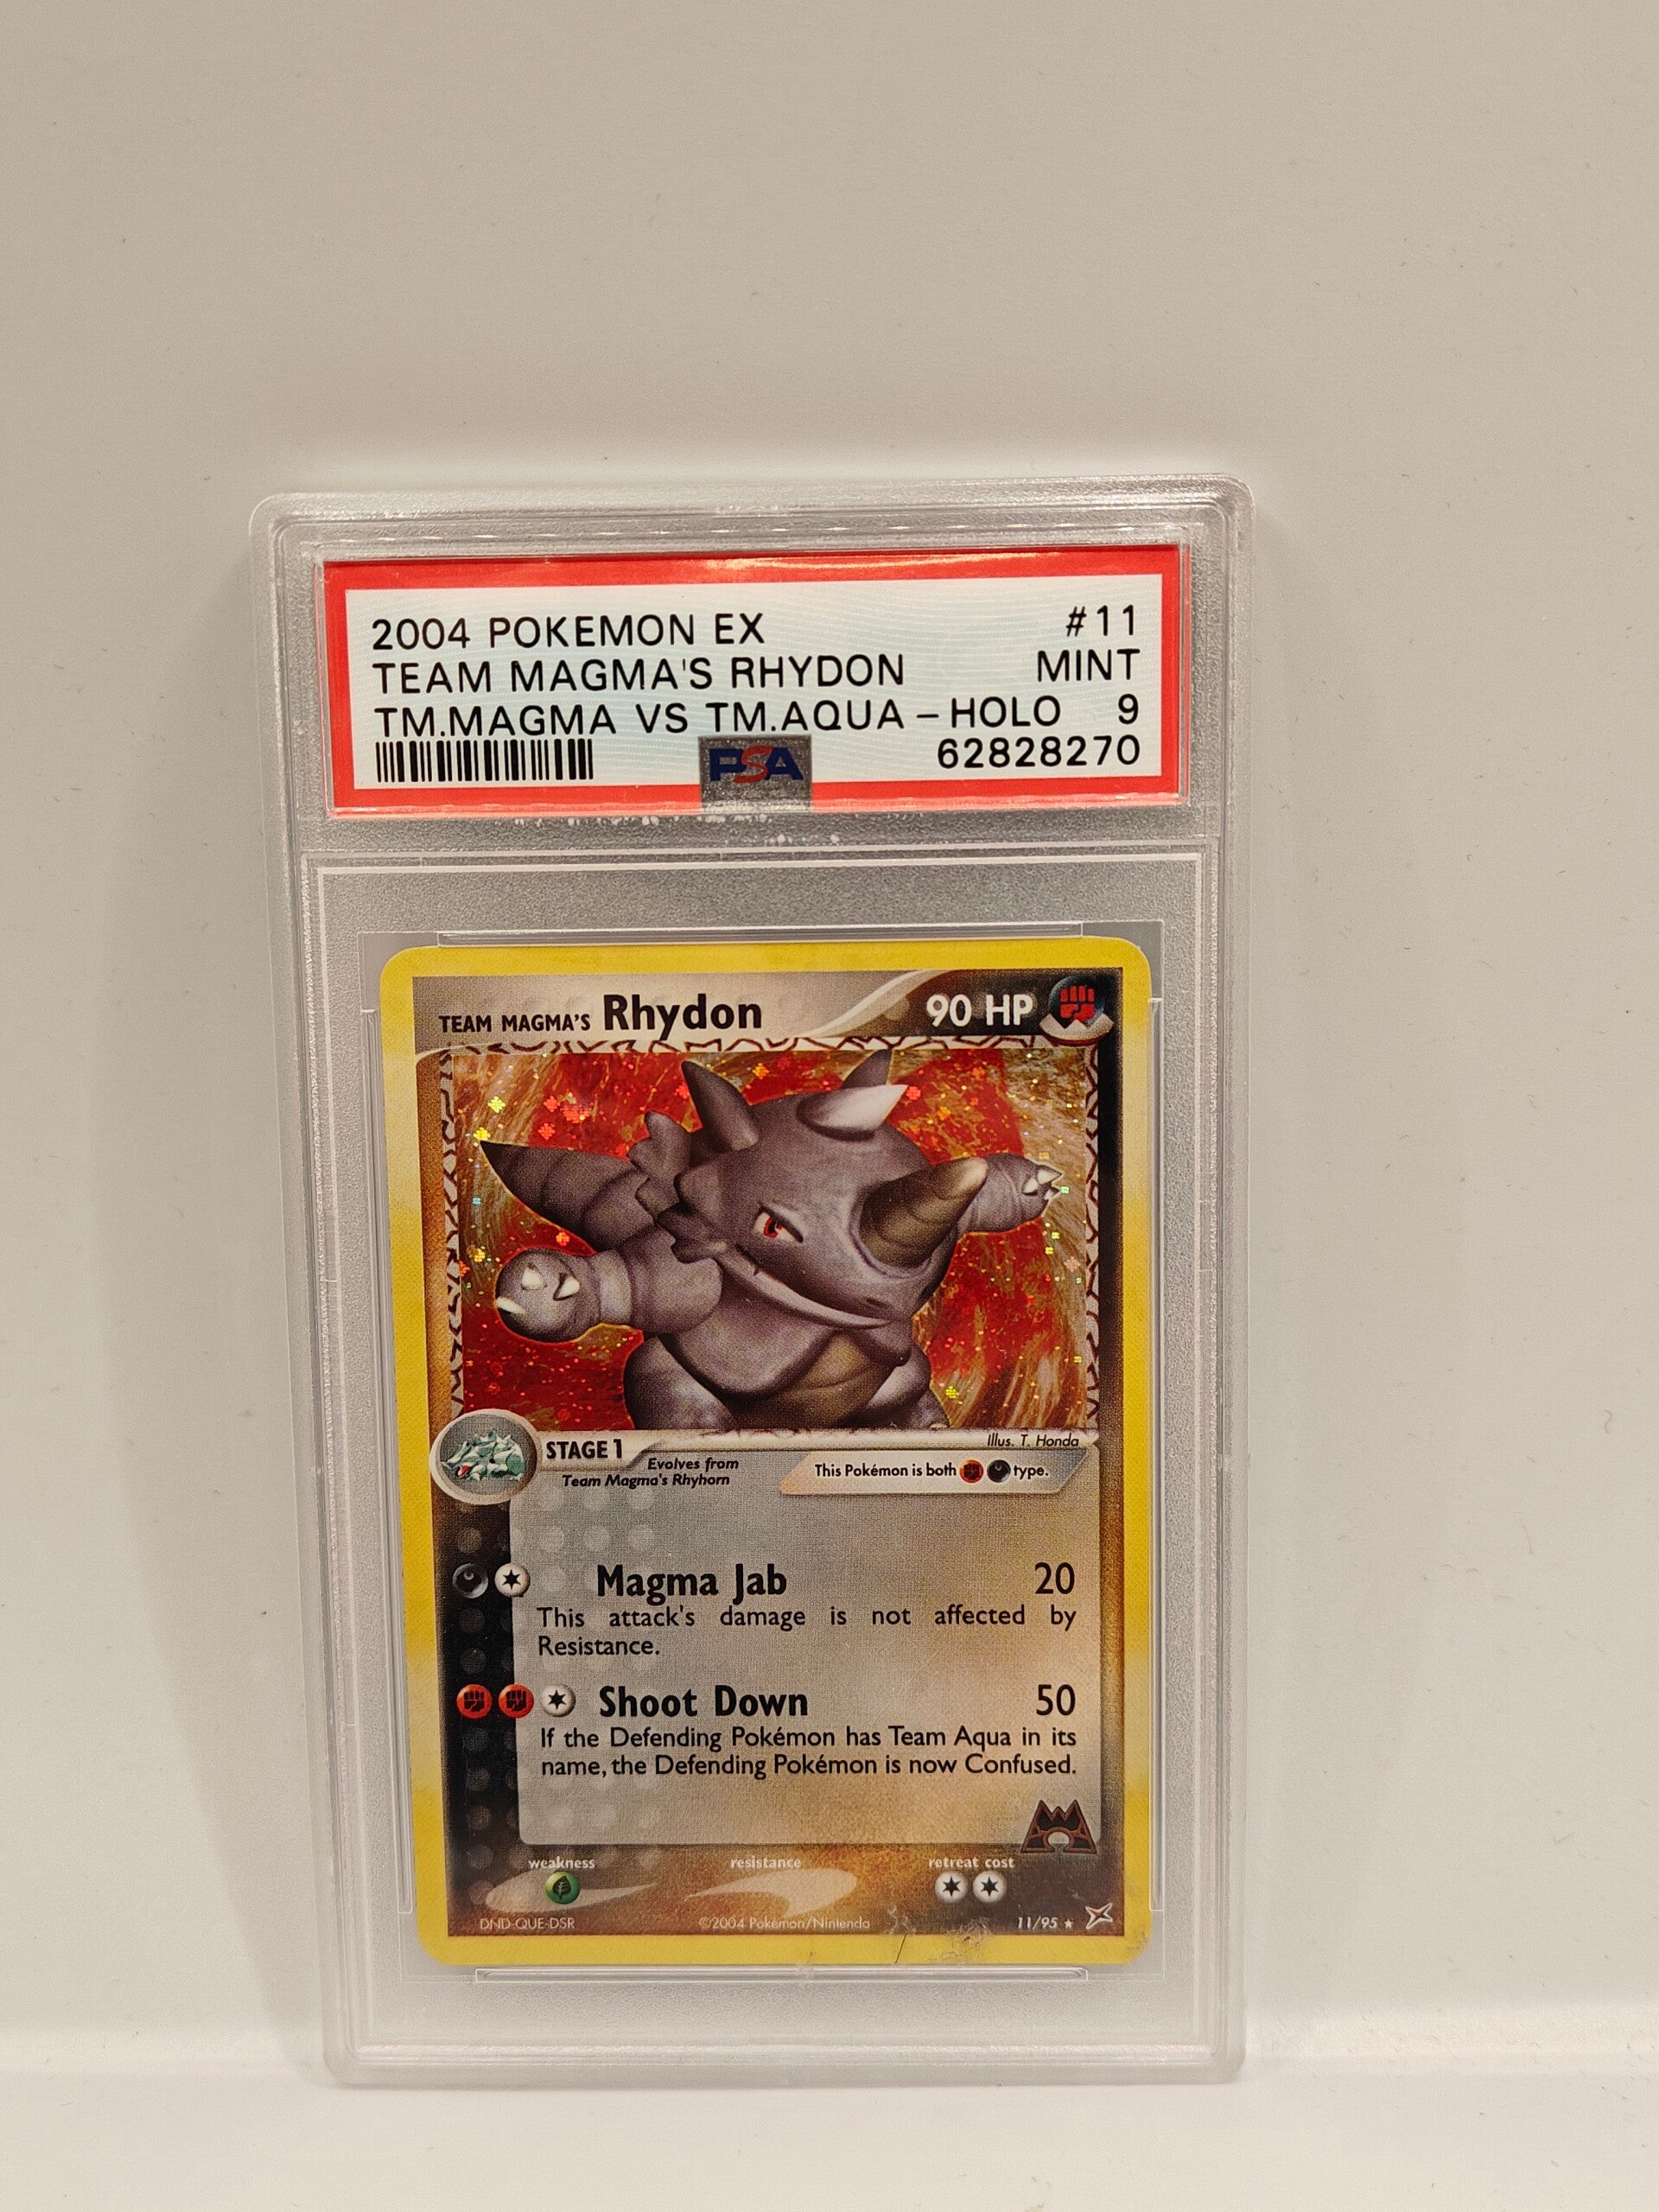 2004 POKEMON EX #11
TEAM MAGMA'S RHYDON MINT
TM.MAGMA VS TM.AQUA – HOLO 9
PSA 62828270
TEAM MAGMA'S Rhydon 90 HP
Illus. T. Honda
STAGE 1
Evolves from
Team Magma's Rhyhorn
This Pokémon is both type.
Magma Jab 20
This attack's damage is not affected by
Resistance.
Shoot Down 50
If the Defending Pokémon has Team Aqua in its
name, the Defending Pokémon is now Confused.
weakness resistance retreat cost
DND-QUE-DSR ©2004 Pokémon/Nintendo 11/95 ★